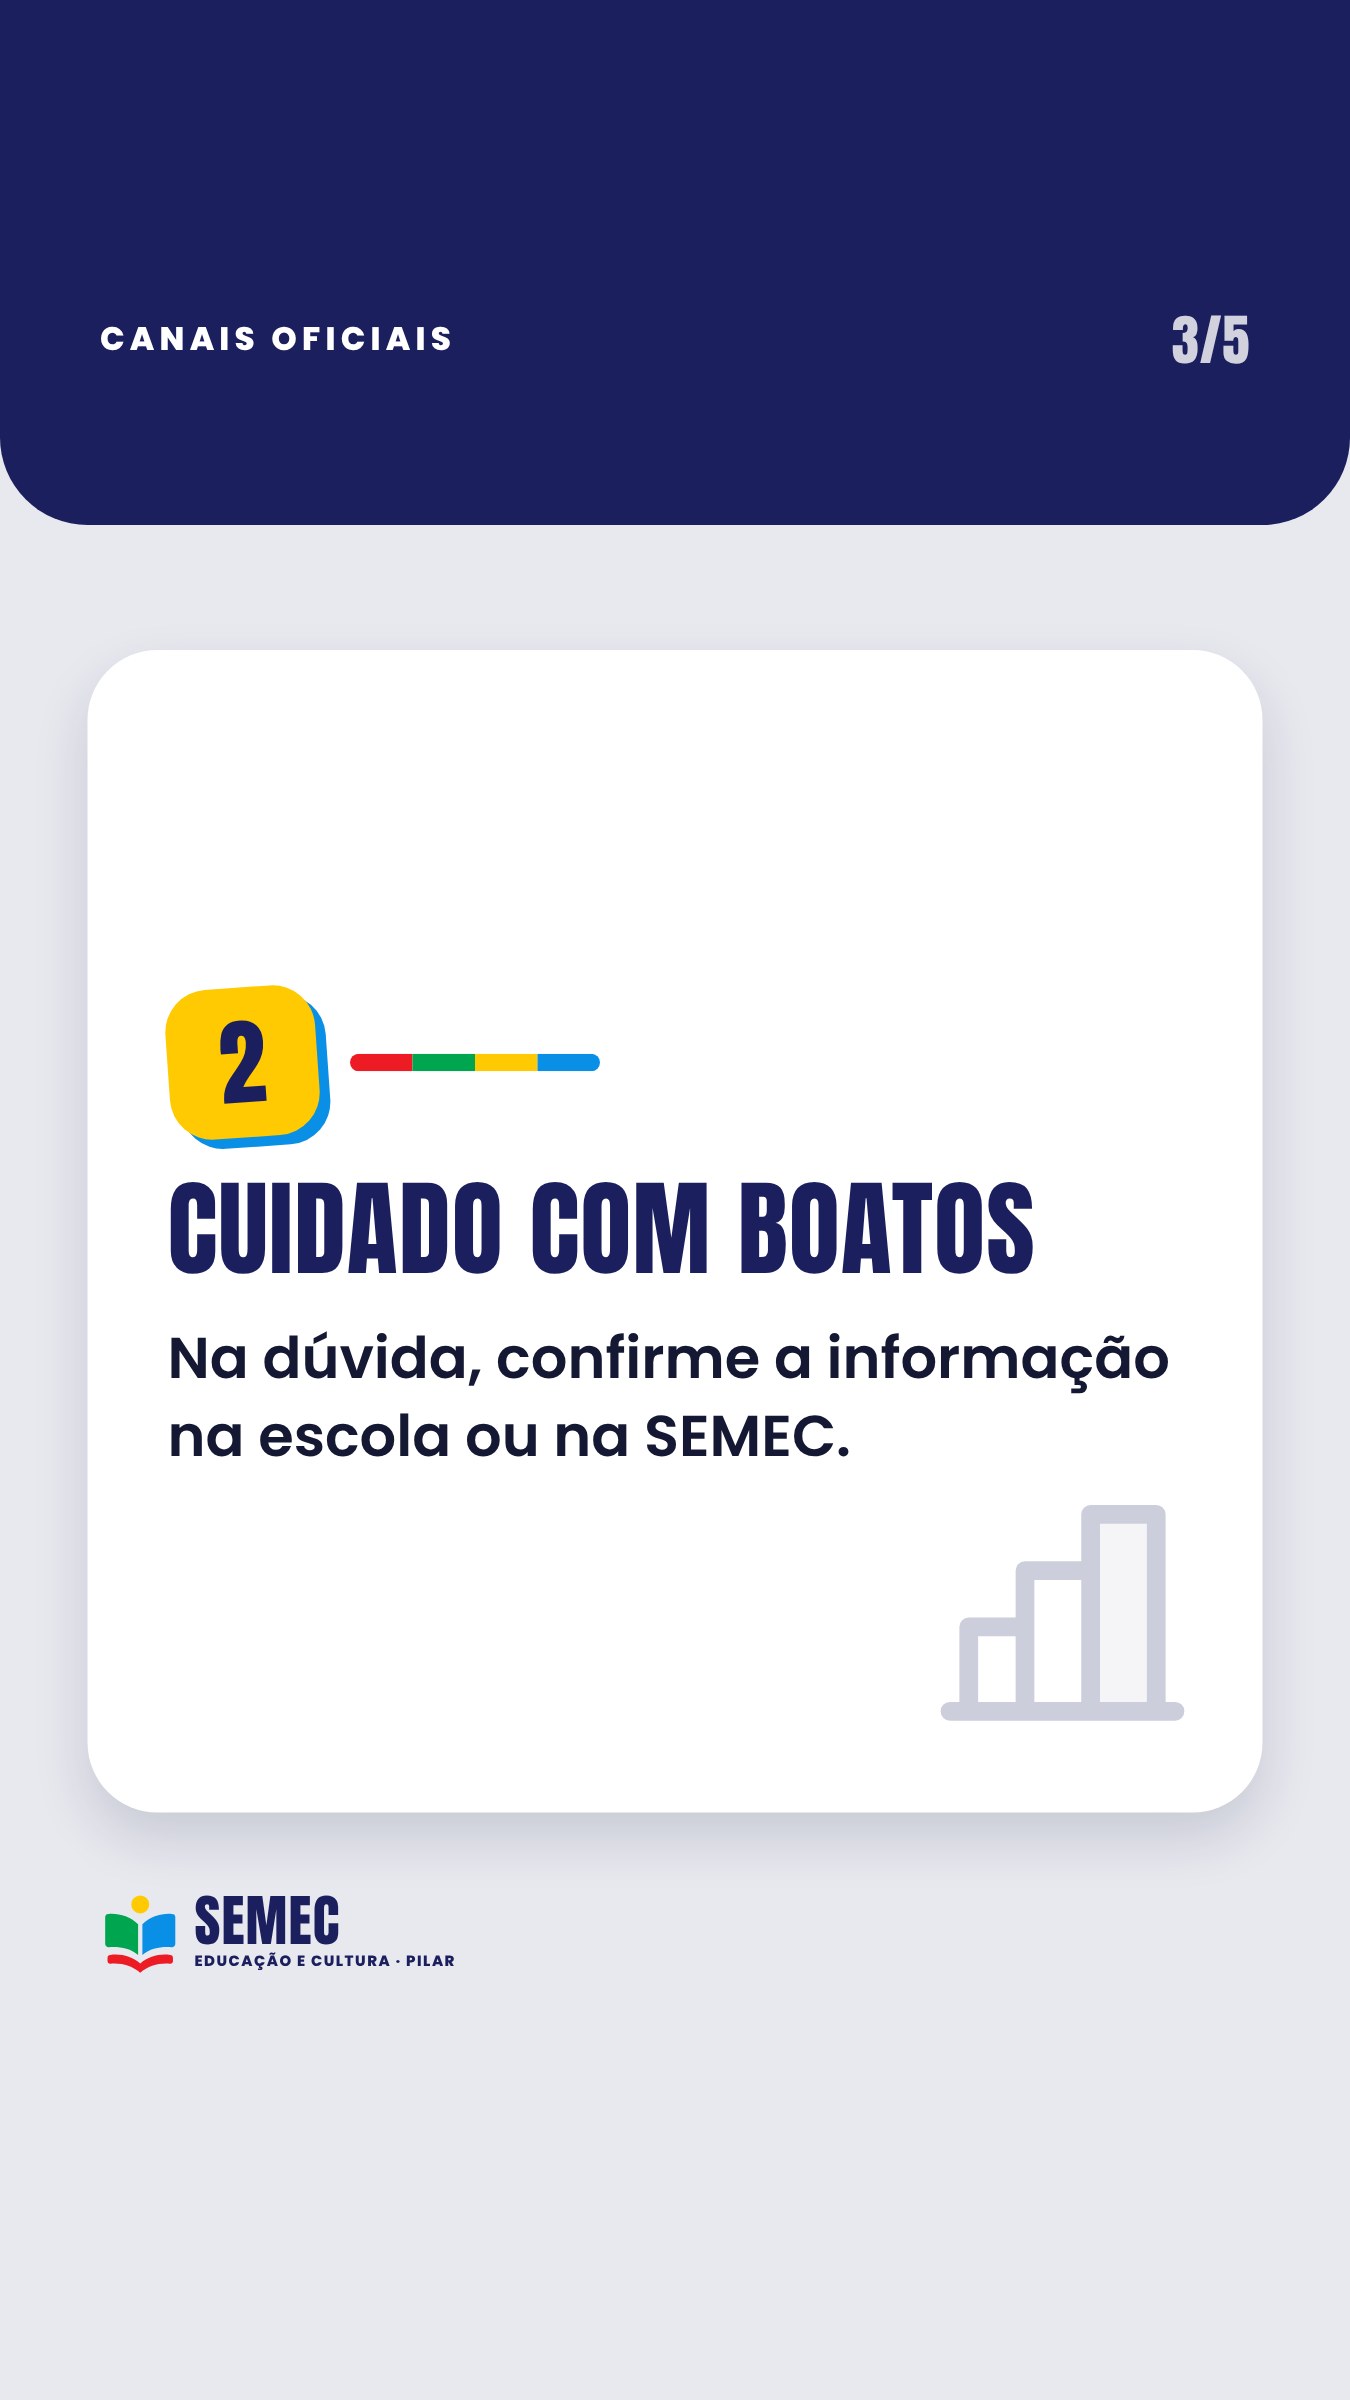 CANAIS OFICIAIS
3/5
2
CUIDADO COM BOATOS
Na dúvida, confirme a informação
na escola ou na SEMEC.
SEMEC
EDUCAÇÃO E CULTURA · PILAR